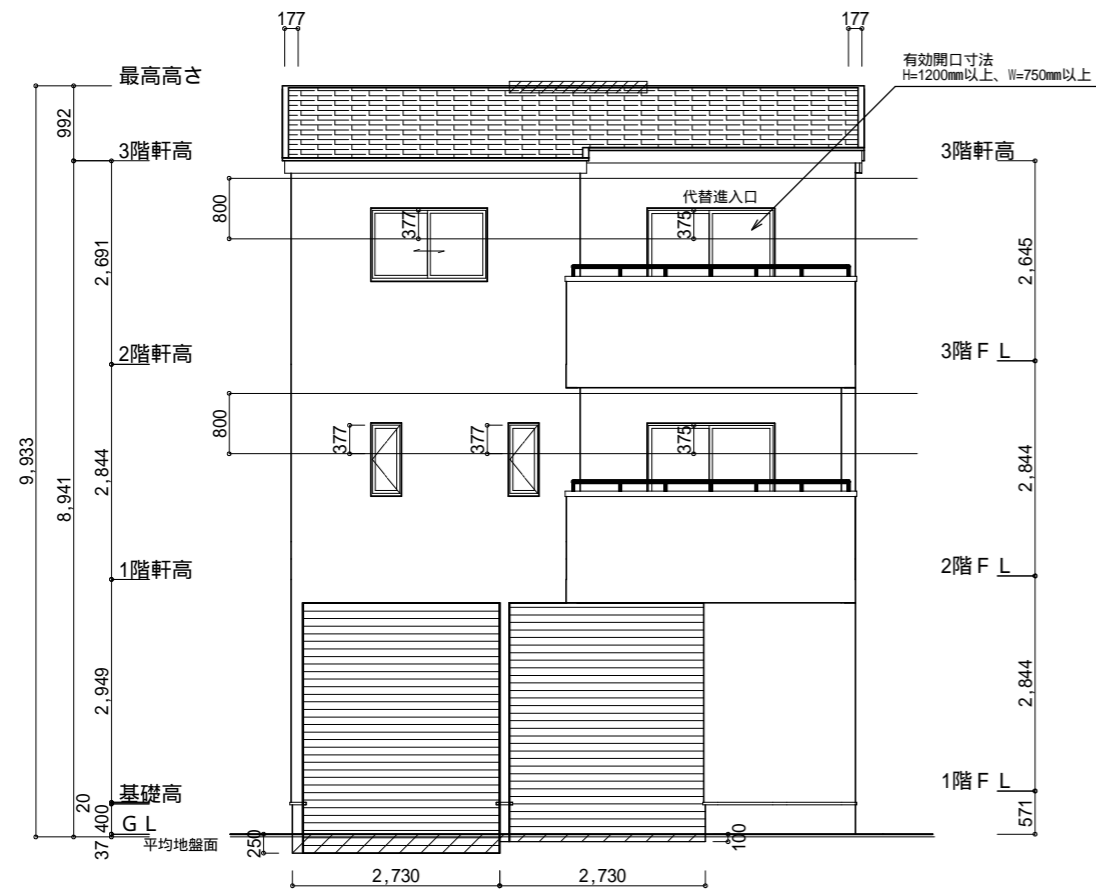 177
177
有効開口寸法
H=1200mm以上、W=750mm以上
最高高さ
992
3階軒高
3階軒高
代替進入口
800
377
375
2,691
2,645
2階軒高
3階ＦＬ
800
377
377
375
9,933
8,941
2,844
2,844
1階軒高
2階ＦＬ
2,949
2,844
基礎高
1階ＦＬ
20
400
ＧＬ
571
37
平均地盤面
250
100
2,730
2,730